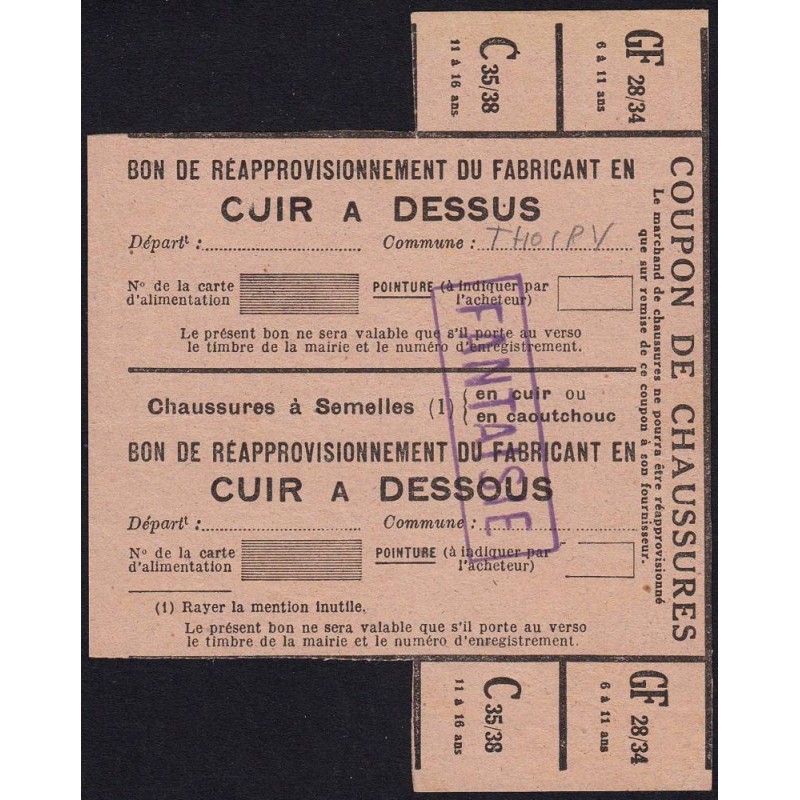 C 35/38
11 à 16 ans
GF 28/34
6 à 11 ans
BON DE RÉAPPROVISIONNEMENT DU FABRICANT EN
CUIR A DESSUS
Départt : Commune : THOIRY
No de la carte
d'alimentation
POINTURE (à indiquer par
l'acheteur)
Le présent bon ne sera valable que s'il porte au verso
le timbre de la mairie et le numéro d'enregistrement.
Chaussures à Semelles (1) { en cuir ou
en caoutchouc
BON DE RÉAPPROVISIONNEMENT DU FABRICANT EN
CUIR A DESSOUS
Départt : Commune :
No de la carte
d'alimentation
POINTURE (à indiquer par
l'acheteur)
(1) Rayer la mention inutile.
Le présent bon ne sera valable que s'il porte au verso
le timbre de la mairie et le numéro d'enregistrement.
FANTAISIE
COUPON DE CHAUSSURES
Le marchand de chaussures ne pourra être réapprovisionné
que sur remise de ce coupon à son fournisseur.
C 35/38
11 à 16 ans
GF 28/34
6 à 11 ans